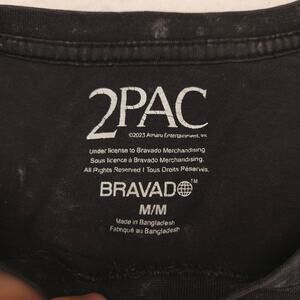 2PAC
©2023 Amaru Entertainment, Inc
Under license to Bravado Merchandising
Sous licence à Bravado Merchandising
All Rights Reserved | Tous Droits Réservés.
BRAVADO™
M/M
Made in Bangladesh
Fabriqué au Bangladesh